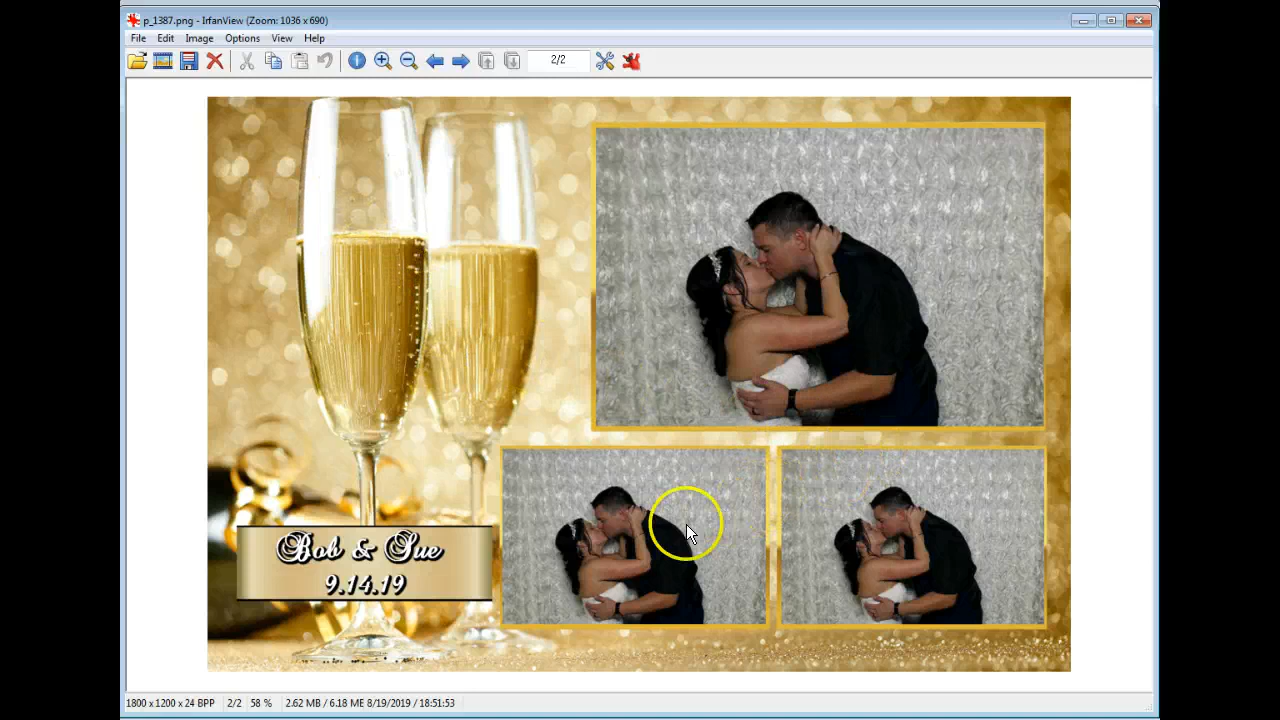 p_1387.png - IrfanView (Zoom: 1036 x 690)
File Edit Image Options View Help
2/2
Bob & Sue
9.14.19
1800 x 1200 x 24 BPP 2/2 58 % 2.62 MB / 6.18 ME 8/19/2019 / 18:51:53